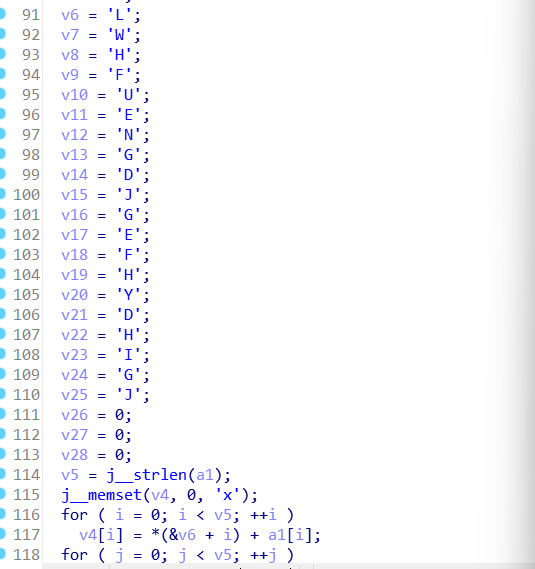 91 v6 = 'L';
92 v7 = 'W';
93 v8 = 'H';
94 v9 = 'F';
95 v10 = 'U';
96 v11 = 'E';
97 v12 = 'N';
98 v13 = 'G';
99 v14 = 'D';
100 v15 = 'J';
101 v16 = 'G';
102 v17 = 'E';
103 v18 = 'F';
104 v19 = 'H';
105 v20 = 'Y';
106 v21 = 'D';
107 v22 = 'H';
108 v23 = 'I';
109 v24 = 'G';
110 v25 = 'J';
111 v26 = 0;
112 v27 = 0;
113 v28 = 0;
114 v5 = j__strlen(a1);
115 j__memset(v4, 0, 'x');
116 for ( i = 0; i < v5; ++i )
117 v4[i] = *(&v6 + i) + a1[i];
118 for ( j = 0; j < v5; ++j )